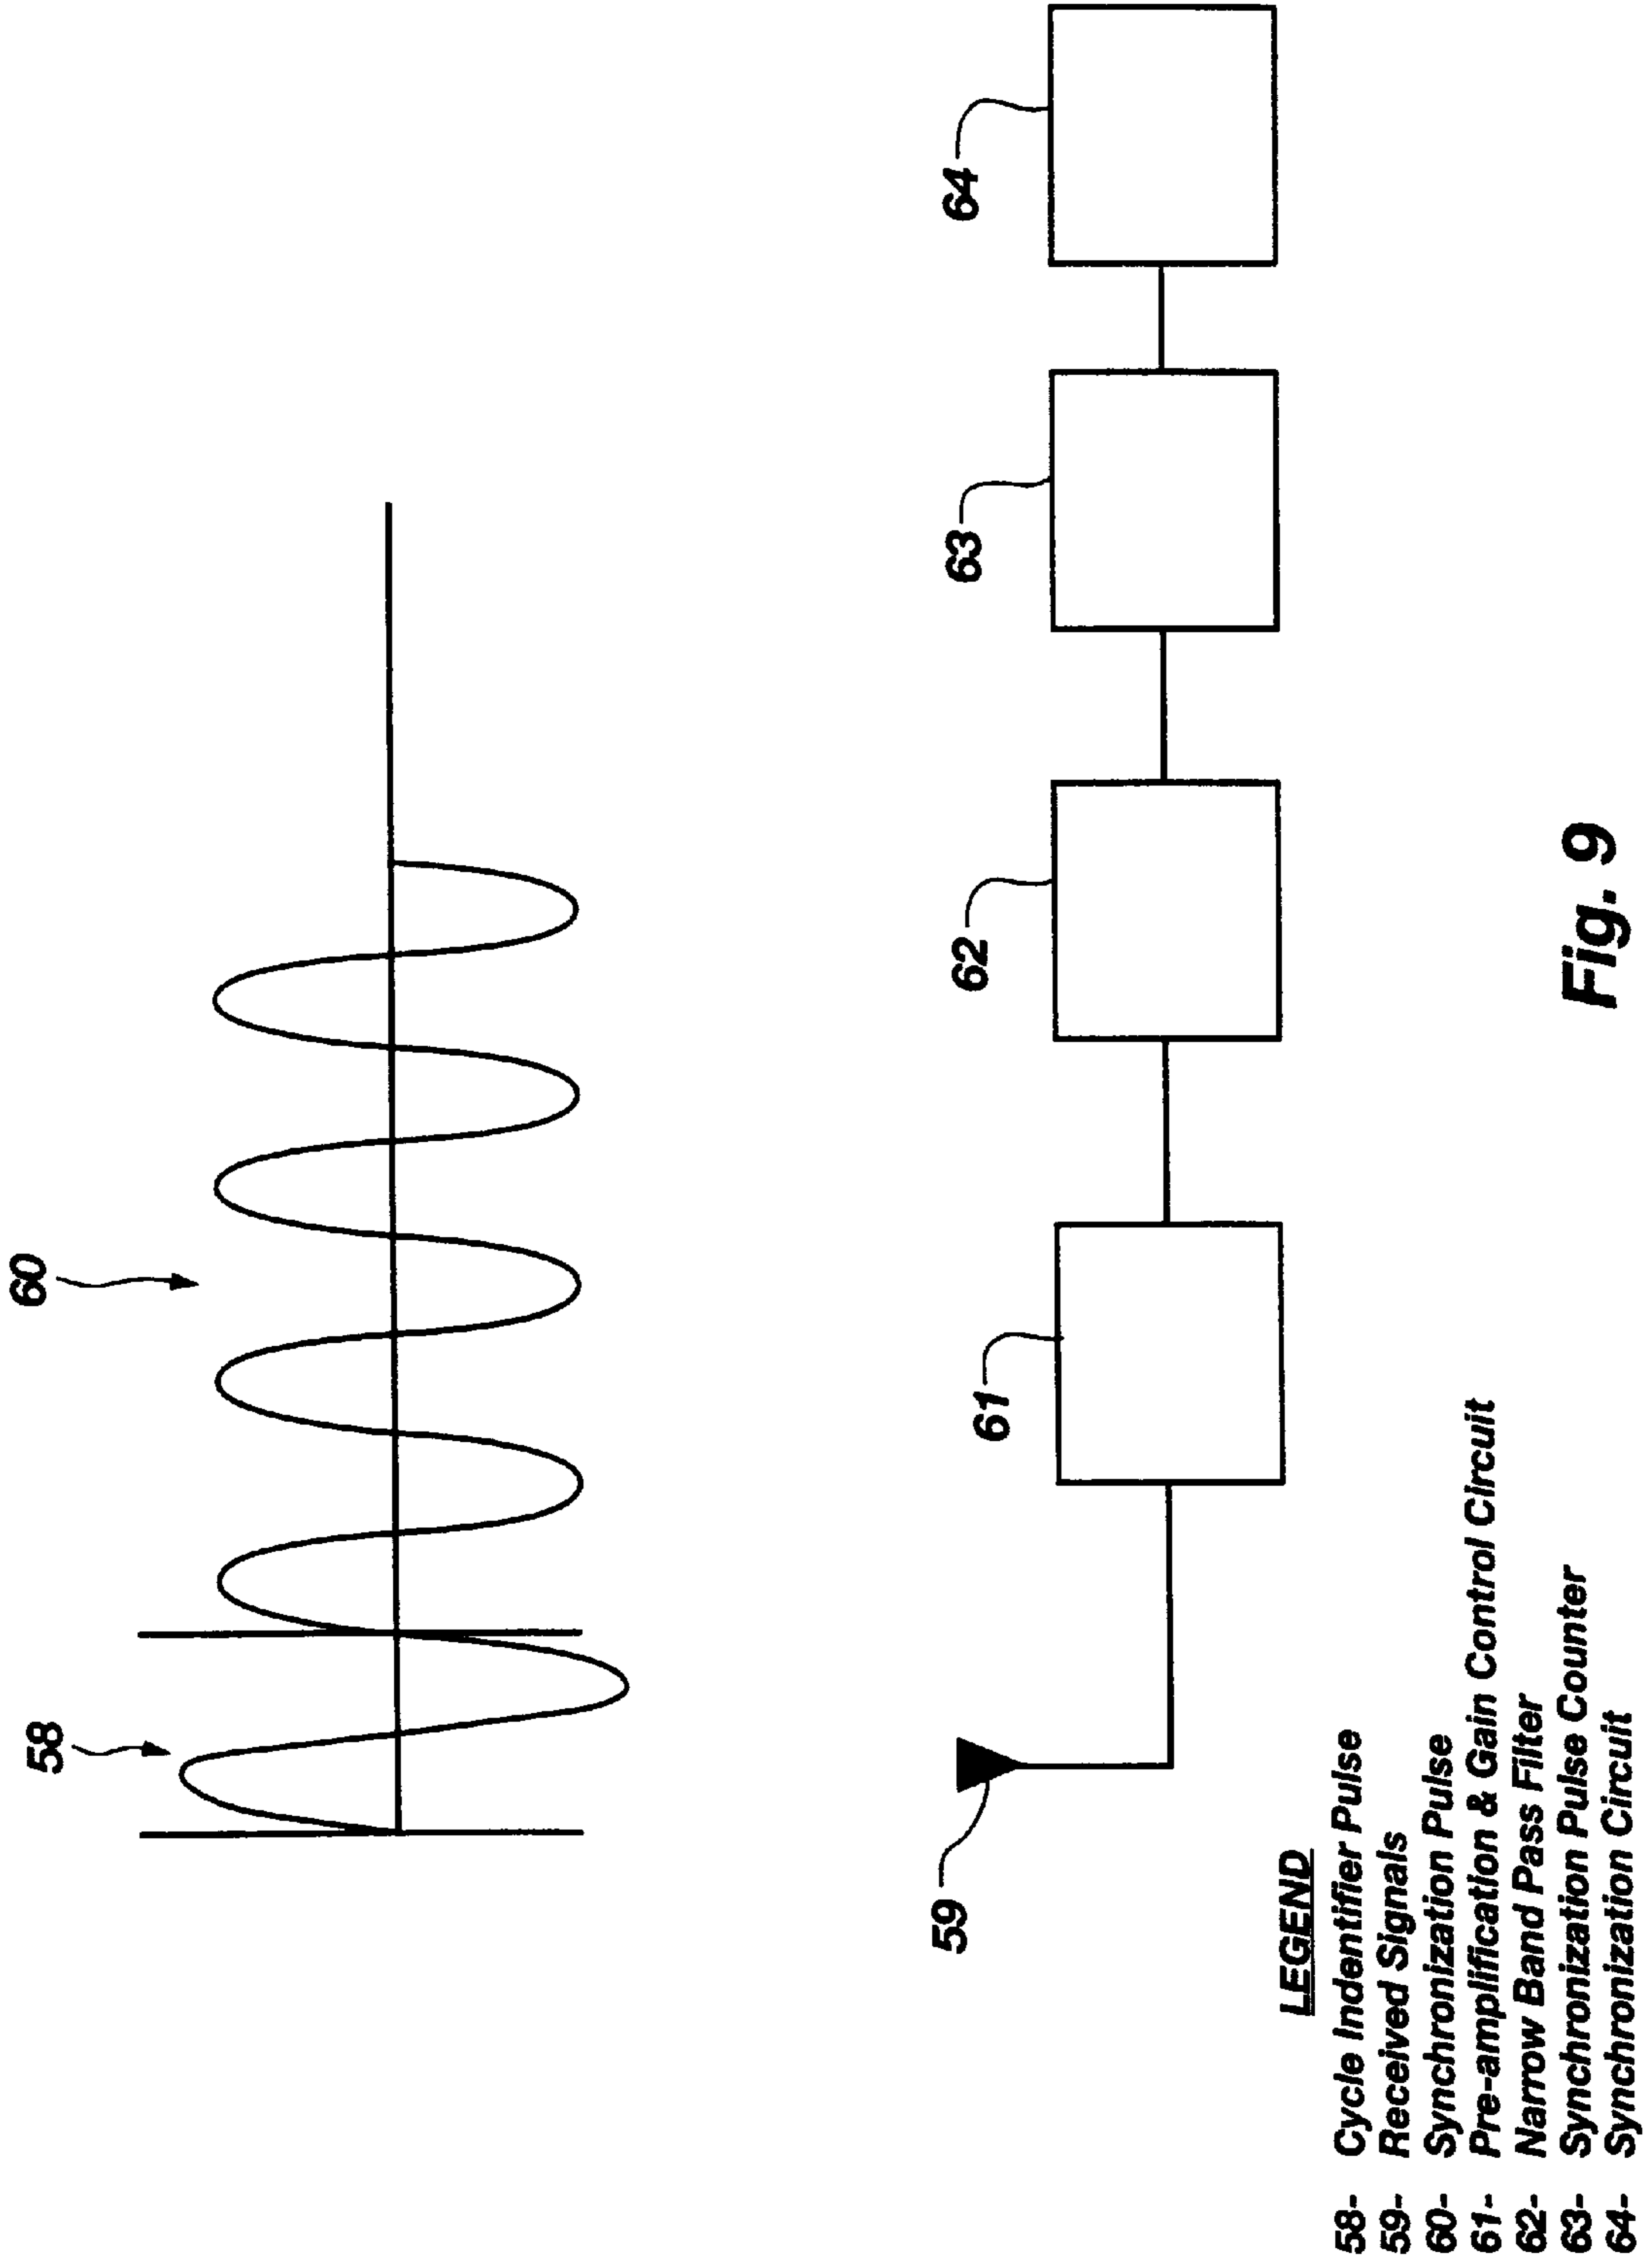 58
60
59
61
62
63
64
LEGEND
58- Cycle Indentifier Pulse
59- Received Signals
60- Synchronization Pulse
61- Pre-amplification & Gain Control Circuit
62- Narrow Band Pass Filter
63- Synchronization Pulse Counter
64- Synchronization Circuit
Fig. 9